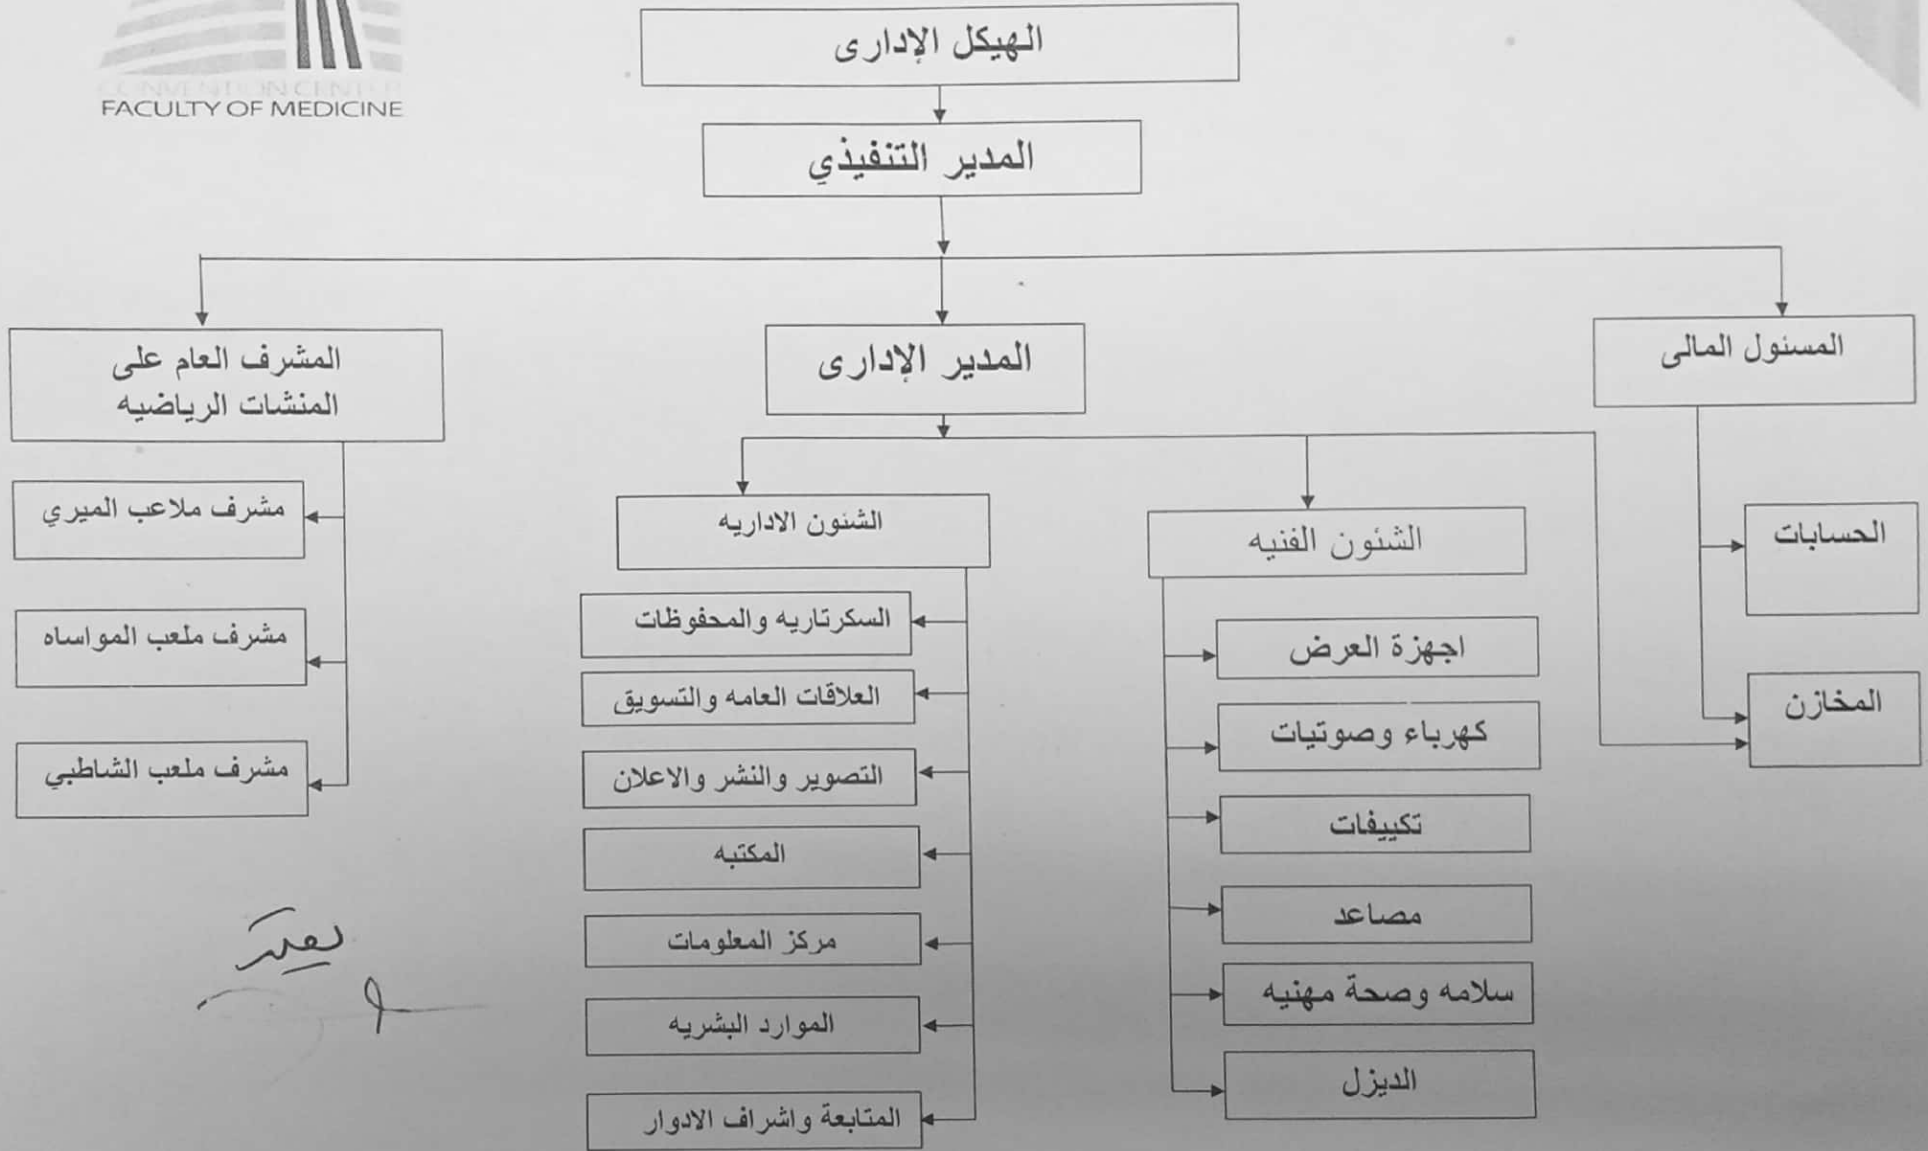 CONVENTION CENTER
FACULTY OF MEDICINE
الهيكل الإدارى
المدير التنفيذي
المسئول المالى
المدير الإدارى
المشرف العام على
المنشات الرياضيه
الحسابات
المخازن
الشئون الفنيه
اجهزة العرض
كهرباء وصوتيات
تكييفات
مصاعد
سلامه وصحة مهنيه
الديزل
الشئون الاداريه
السكرتاريه والمحفوظات
العلاقات العامه والتسويق
التصوير والنشر والاعلان
المكتبه
مركز المعلومات
الموارد البشريه
المتابعة واشراف الادوار
مشرف ملاعب الميري
مشرف ملعب المواساه
مشرف ملعب الشاطبي